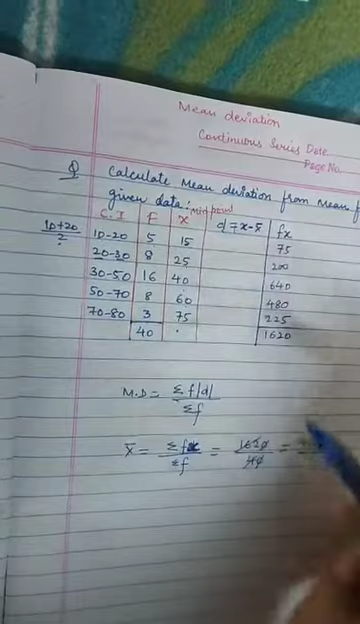 Mean deviation
Continuous Series Date
Page No.
Q Calculate Mean deviation from Mean f
given data:
C.I F x Mid point d = x-x̄ fx
10+20/2 10-20 5 15 75
20-30 8 25 200
30-50 16 40 640
50-70 8 60 480
70-80 3 75 225
40 1620
M.D = Σf|d| / Σf
x̄ = Σfx / Σf = 1620 / 40 =